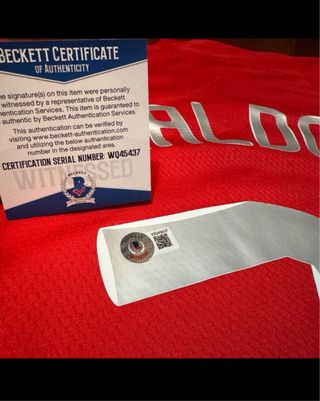 BECKETT CERTIFICATE
OF AUTHENTICITY
The signature(s) on this item were personally
witnessed by a representative of Beckett
Authentication Services. This item is guaranteed to
be authentic by Beckett Authentication Services.
This authentication can be verified by
visiting www.beckett-authentication.com
and utilizing the below authentication
number in the designated area.
CERTIFICATION SERIAL NUMBER: WQ45437
WITNESSED
BECKETT
ALDO
WQ45437